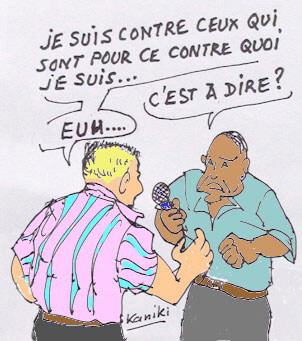 JE SUIS CONTRE CEUX QUI
SONT POUR CE CONTRE QUOI
JE SUIS...
C'EST À DIRE?
EUH....
Kaniki